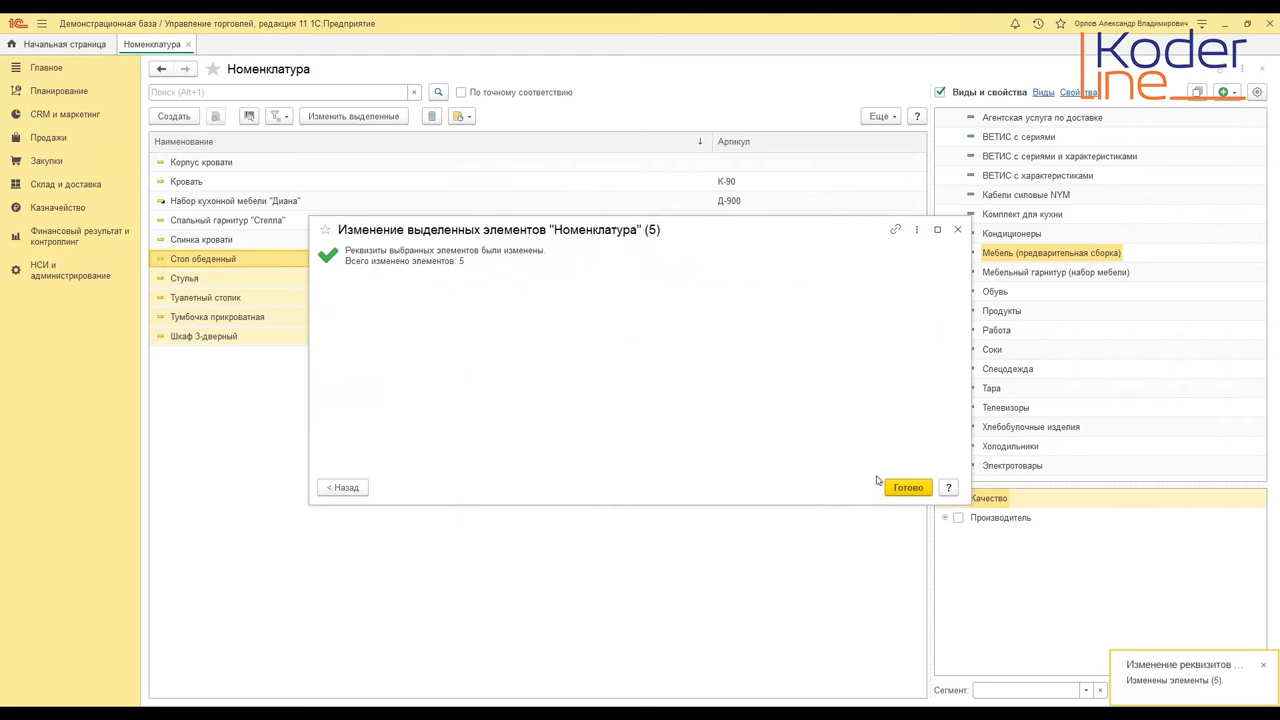 1С Демонстрационная база / Управление торговлей, редакция 11 1С:Предприятие
Орлов Александр Владимирович
Koder
line
Начальная страница
Номенклатура
Главное
Планирование
CRM и маркетинг
Продажи
Закупки
Склад и доставка
Казначейство
Финансовый результат и
контроллинг
НСИ и
администрирование
Номенклатура
Поиск (Alt+1)
По точному соответствию
Создать
Изменить выделенные
Еще
?
Наименование
Артикул
Корпус кровати
Кровать К-90
Набор кухонной мебели "Диана" Д-900
Спальный гарнитур "Стелла"
Спинка кровати
Стол обеденный
Стулья
Туалетный столик
Тумбочка прикроватная
Шкаф 3-дверный
Изменение выделенных элементов "Номенклатура" (5)
Реквизиты выбранных элементов были изменены.
Всего изменено элементов: 5
< Назад
Готово
?
Виды и свойства Виды Свойства
Агентская услуга по доставке
ВЕТИС с сериями
ВЕТИС с сериями и характеристиками
ВЕТИС с характеристиками
Кабели силовые NYM
Комплект для кухни
Кондиционеры
Мебель (предварительная сборка)
Мебельный гарнитур (набор мебели)
Обувь
Продукты
Работа
Соки
Спецодежда
Тара
Телевизоры
Хлебобулочные изделия
Холодильники
Электротовары
Качество
Производитель
Сегмент:
Изменение реквизитов ...
Изменены элементы (5).